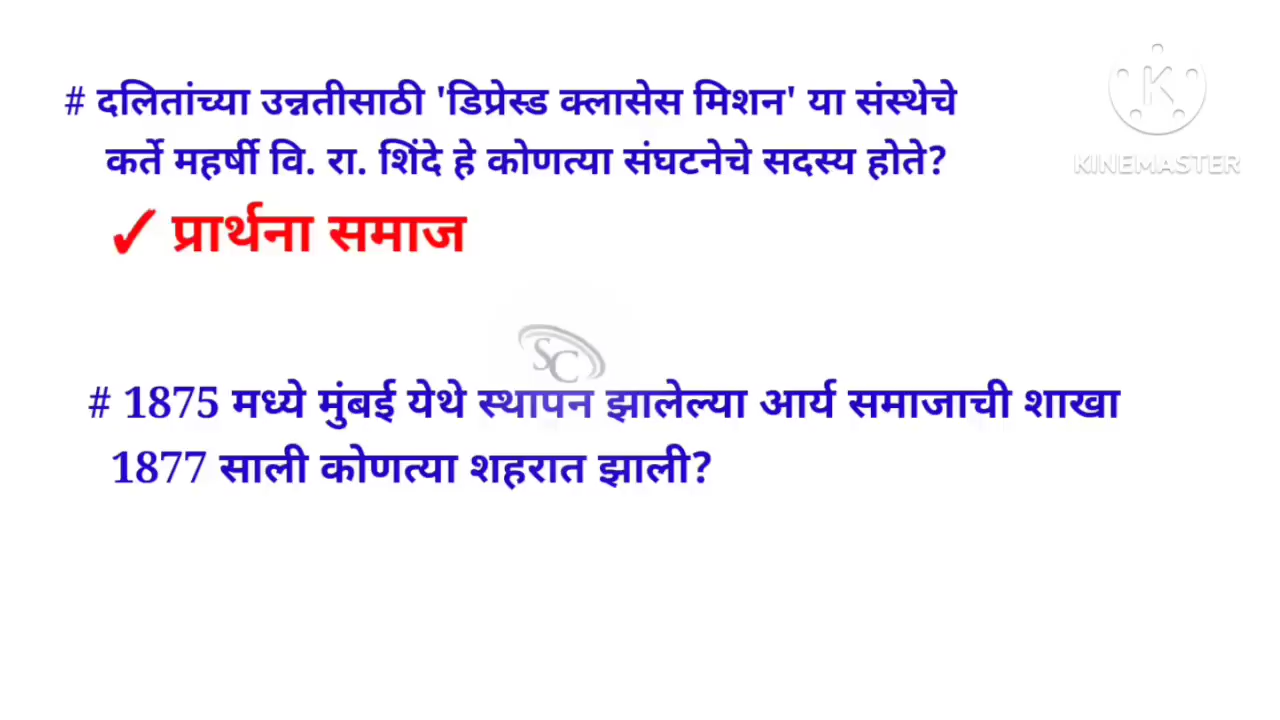 # दलितांच्या उन्नतीसाठी 'डिप्रेस्ड क्लासेस मिशन' या संस्थेचे
कर्ते महर्षी वि. रा. शिंदे हे कोणत्या संघटनेचे सदस्य होते?
✓ प्रार्थना समाज
K
KINEMASTER
SC
# 1875 मध्ये मुंबई येथे स्थापन झालेल्या आर्य समाजाची शाखा
1877 साली कोणत्या शहरात झाली?